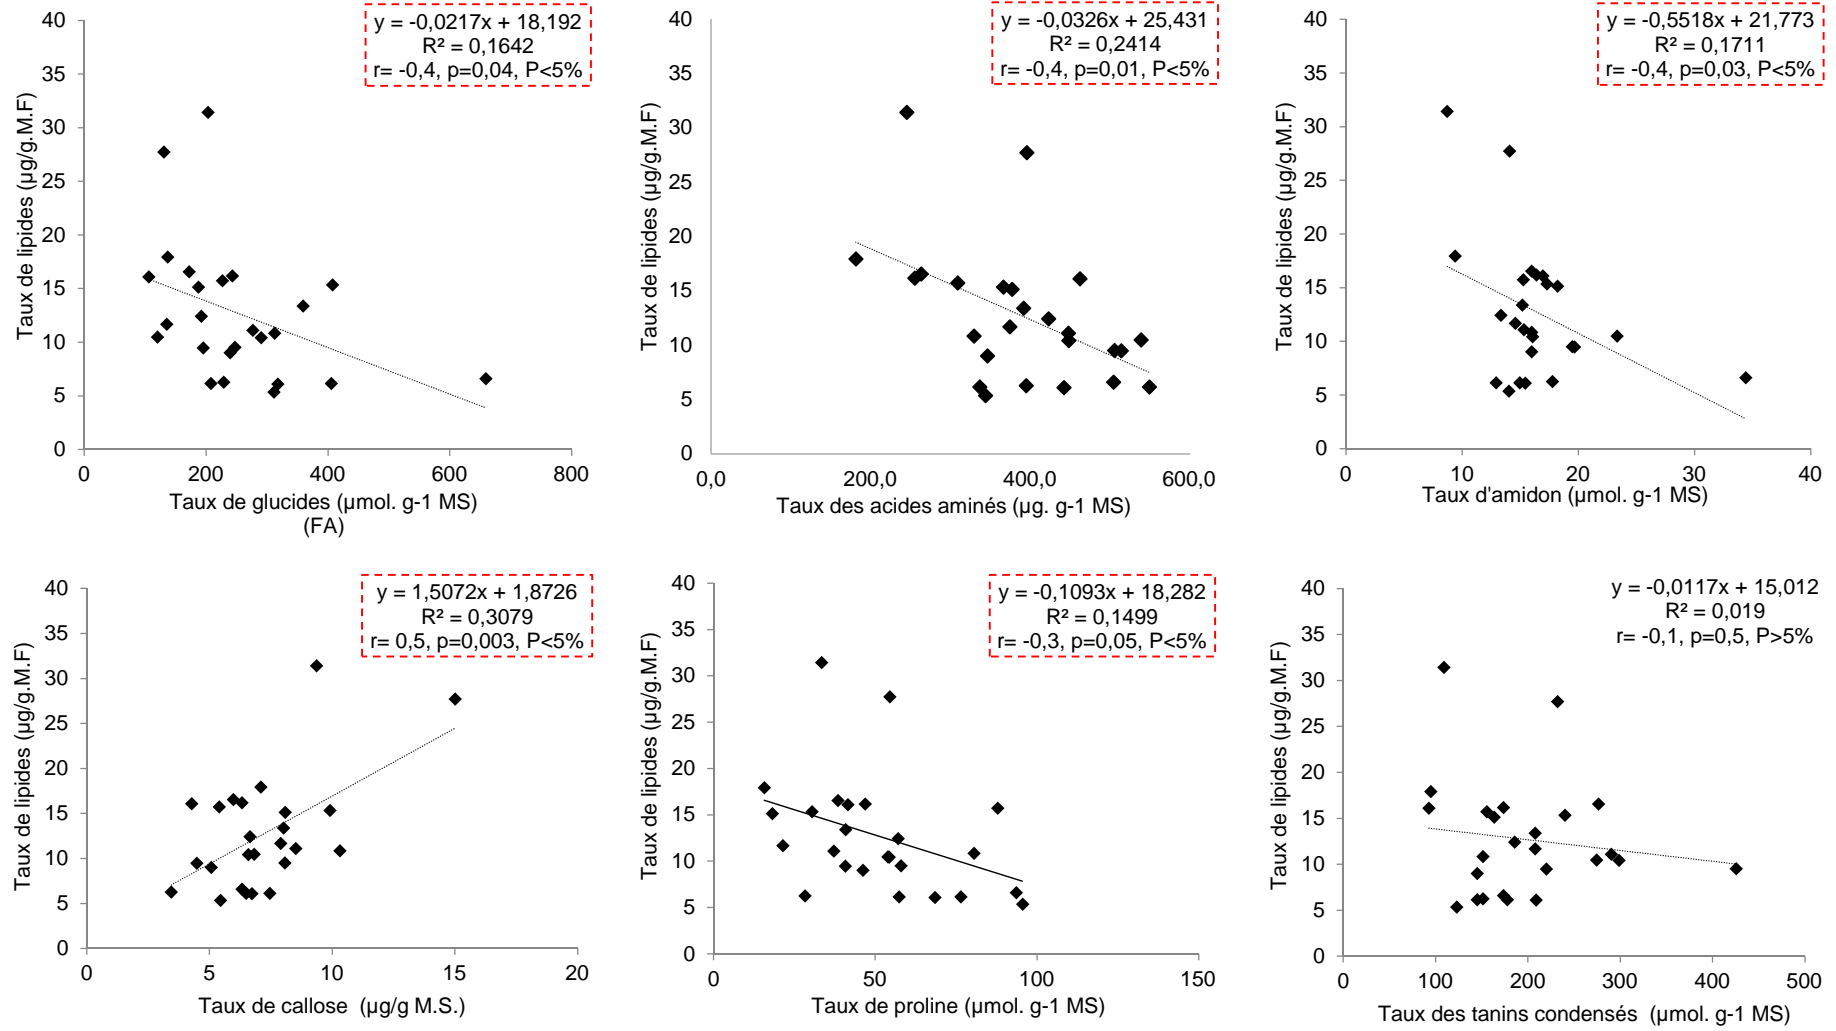 y = -0,0217x + 18,192
R² = 0,1642
r= -0,4, p=0,04, P<5%
40
35
30
25
20
15
10
5
0
Taux de lipides (µg/g.M.F)
0 200 400 600 800
Taux de glucides (µmol. g-1 MS)
(FA)
y = -0,0326x + 25,431
R² = 0,2414
r= -0,4, p=0,01, P<5%
40
35
30
25
20
15
10
5
0
Taux de lipides (µg/g.M.F)
0,0 200,0 400,0 600,0
Taux des acides aminés (µg. g-1 MS)
y = -0,5518x + 21,773
R² = 0,1711
r= -0,4, p=0,03, P<5%
40
35
30
25
20
15
10
5
0
Taux de lipides (µg/g.M.F)
0 10 20 30 40
Taux d'amidon (µmol. g-1 MS)
y = 1,5072x + 1,8726
R² = 0,3079
r= 0,5, p=0,003, P<5%
40
35
30
25
20
15
10
5
0
Taux de lipides (µg/g.M.F)
0 5 10 15 20
Taux de callose (µg/g M.S.)
y = -0,1093x + 18,282
R² = 0,1499
r= -0,3, p=0,05, P<5%
40
35
30
25
20
15
10
5
0
Taux de lipides (µg/g.M.F)
0 50 100 150
Taux de proline (µmol. g-1 MS)
y = -0,0117x + 15,012
R² = 0,019
r= -0,1, p=0,5, P>5%
40
35
30
25
20
15
10
5
0
Taux de lipides (µg/g.M.F)
0 100 200 300 400 500
Taux des tanins condensés (µmol. g-1 MS)